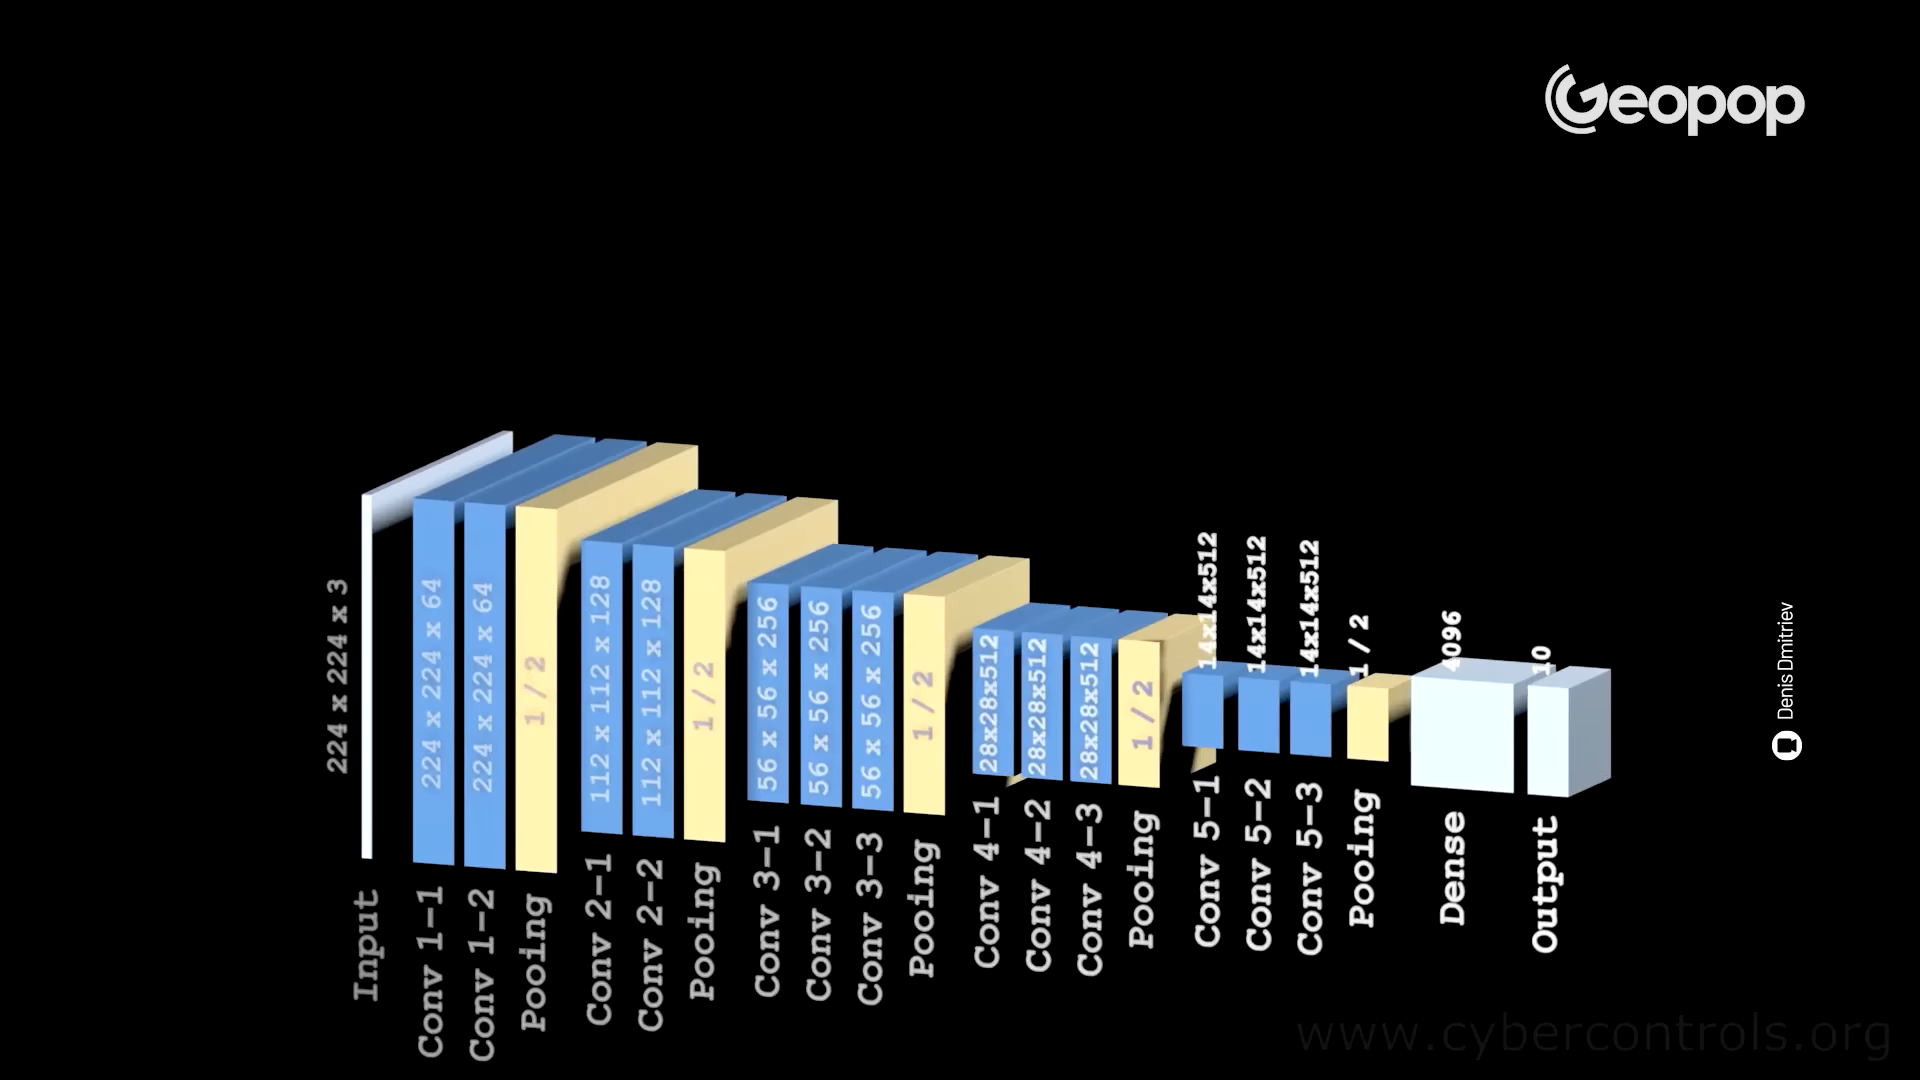 Geopop
224 x 224 x 3
224 x 224 x 64
224 x 224 x 64
1/2
112 x 112 x 128
112 x 112 x 128
1/2
56 x 56 x 256
56 x 56 x 256
56 x 56 x 256
1/2
28x28x512
28x28x512
28x28x512
1/2
14x14x512
14x14x512
14x14x512
1/2
4096
10
Input
Conv 1-1
Conv 1-2
Pooing
Conv 2-1
Conv 2-2
Pooing
Conv 3-1
Conv 3-2
Conv 3-3
Pooing
Conv 4-1
Conv 4-2
Conv 4-3
Pooing
Conv 5-1
Conv 5-2
Conv 5-3
Pooing
Dense
Output
Denis Dmitriev
www.cybercontrols.org